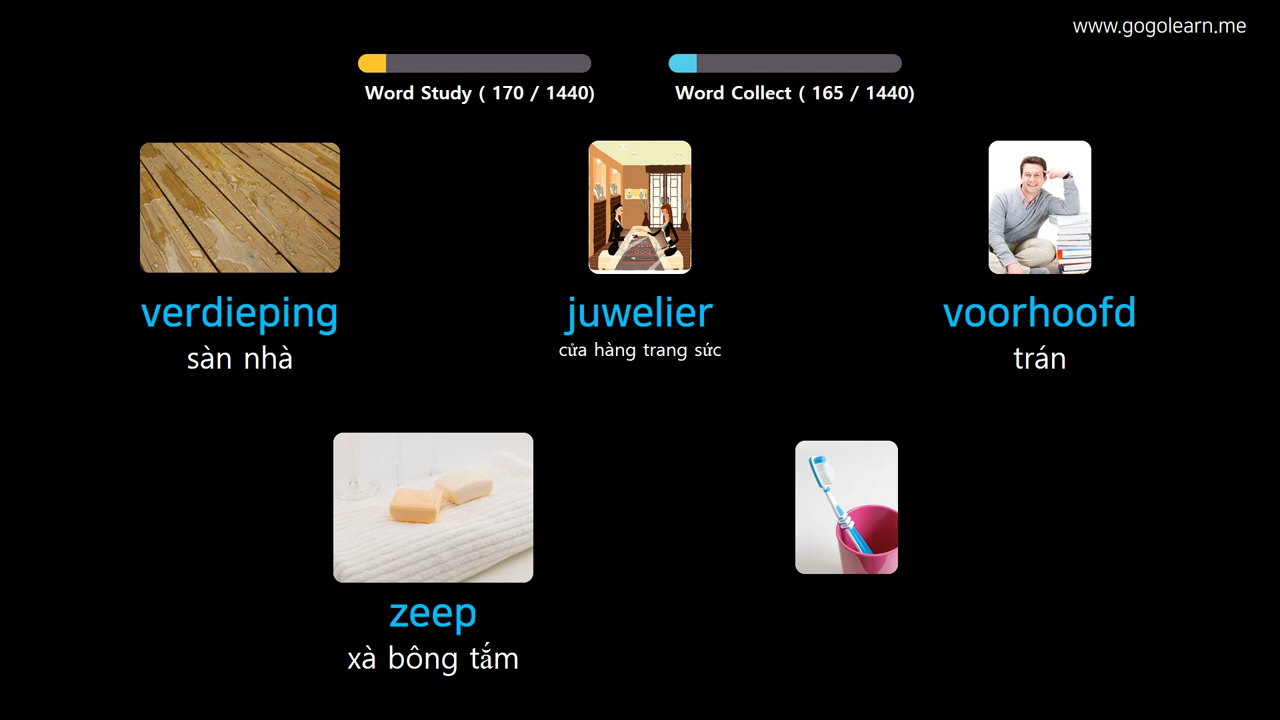 www.gogolearn.me
Word Study ( 170 / 1440)
Word Collect ( 165 / 1440)
verdieping
sàn nhà
juwelier
cửa hàng trang sức
voorhoofd
trán
zeep
xà bông tắm